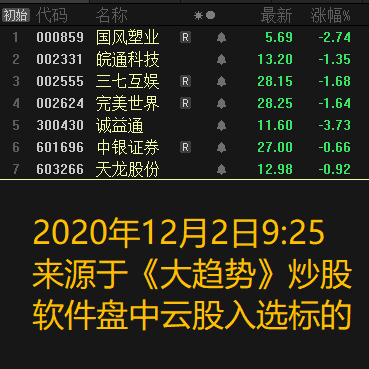 初始 代码 名称 最新 涨幅%
1 000859 国风塑业 R 5.69 -2.74
2 002331 皖通科技 13.20 -1.35
3 002555 三七互娱 R 28.15 -1.68
4 002624 完美世界 R 28.25 -1.64
5 300430 诚益通 11.60 -3.73
6 601696 中银证券 R 27.00 -0.66
7 603266 天龙股份 12.98 -0.92
2020年12月2日9:25
来源于《大趋势》炒股
软件盘中云股入选标的